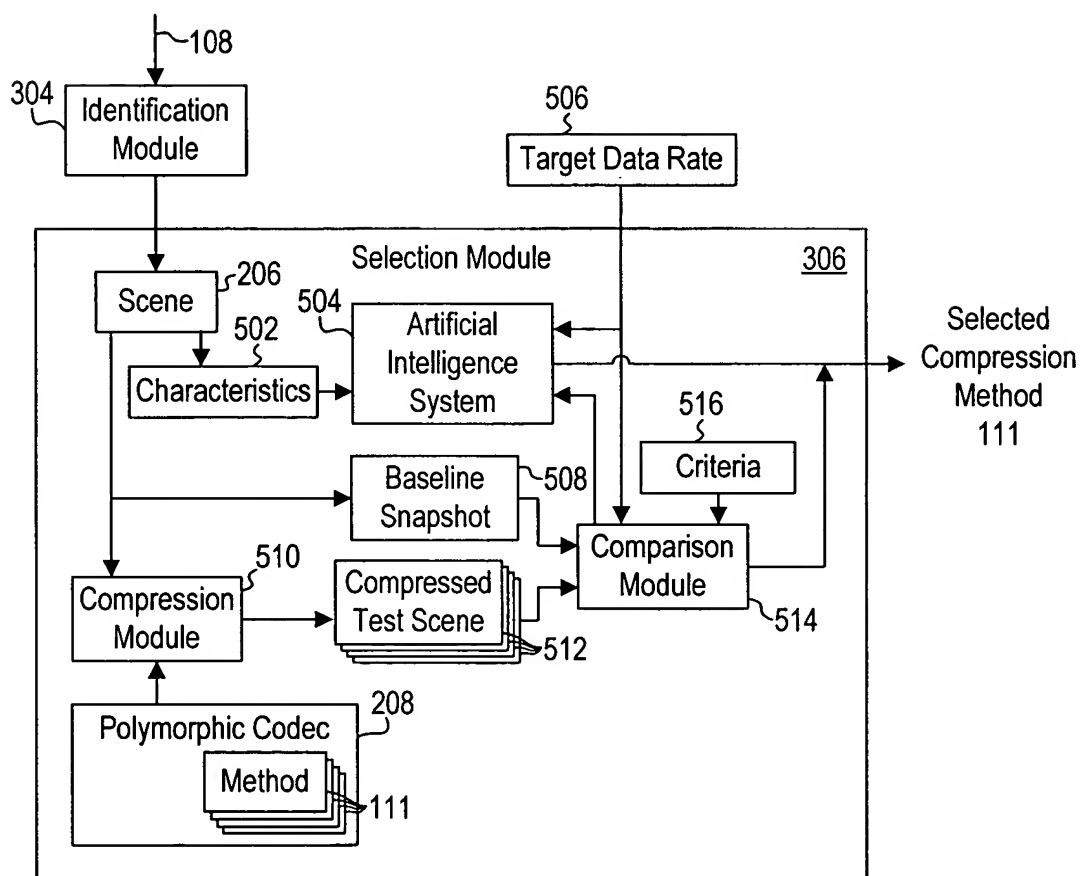 108
304
Identification
Module
506
Target Data Rate
Selection Module
306
206
Scene
502
Characteristics
504
Artificial
Intelligence
System
Selected
Compression
Method
111
516
Criteria
508
Baseline
Snapshot
510
Compression
Module
Compressed
Test Scene
512
Comparison
Module
514
Polymorphic Codec
208
Method
111